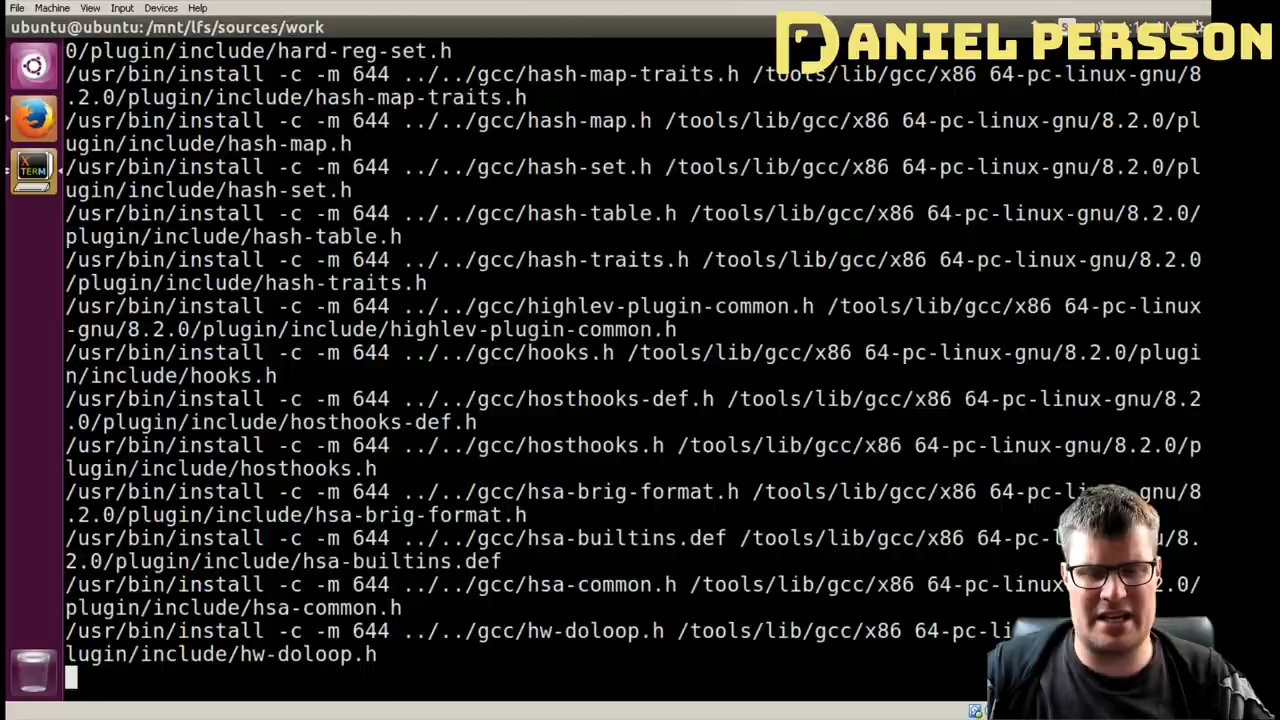 File Machine View Input Devices Help
ubuntu@ubuntu: /mnt/lfs/sources/work
DANIEL PERSSON
0/plugin/include/hard-reg-set.h
/usr/bin/install -c -m 644 ../../gcc/hash-map-traits.h /tools/lib/gcc/x86 64-pc-linux-gnu/8
.2.0/plugin/include/hash-map-traits.h
/usr/bin/install -c -m 644 ../../gcc/hash-map.h /tools/lib/gcc/x86 64-pc-linux-gnu/8.2.0/pl
ugin/include/hash-map.h
/usr/bin/install -c -m 644 ../../gcc/hash-set.h /tools/lib/gcc/x86 64-pc-linux-gnu/8.2.0/pl
ugin/include/hash-set.h
/usr/bin/install -c -m 644 ../../gcc/hash-table.h /tools/lib/gcc/x86 64-pc-linux-gnu/8.2.0/
plugin/include/hash-table.h
/usr/bin/install -c -m 644 ../../gcc/hash-traits.h /tools/lib/gcc/x86 64-pc-linux-gnu/8.2.0
/plugin/include/hash-traits.h
/usr/bin/install -c -m 644 ../../gcc/highlev-plugin-common.h /tools/lib/gcc/x86 64-pc-linux
-gnu/8.2.0/plugin/include/highlev-plugin-common.h
/usr/bin/install -c -m 644 ../../gcc/hooks.h /tools/lib/gcc/x86 64-pc-linux-gnu/8.2.0/plugi
n/include/hooks.h
/usr/bin/install -c -m 644 ../../gcc/hosthooks-def.h /tools/lib/gcc/x86 64-pc-linux-gnu/8.2
.0/plugin/include/hosthooks-def.h
/usr/bin/install -c -m 644 ../../gcc/hosthooks.h /tools/lib/gcc/x86 64-pc-linux-gnu/8.2.0/p
lugin/include/hosthooks.h
/usr/bin/install -c -m 644 ../../gcc/hsa-brig-format.h /tools/lib/gcc/x86 64-pc-linux-gnu/8
.2.0/plugin/include/hsa-brig-format.h
/usr/bin/install -c -m 644 ../../gcc/hsa-builtins.def /tools/lib/gcc/x86 64-pc-l 8.
2.0/plugin/include/hsa-builtins.def
/usr/bin/install -c -m 644 ../../gcc/hsa-common.h /tools/lib/gcc/x86 64-pc-linux 2.0/
plugin/include/hsa-common.h
/usr/bin/install -c -m 644 ../../gcc/hw-doloop.h /tools/lib/gcc/x86 64-pc-li 0/p
lugin/include/hw-doloop.h
X
TERM